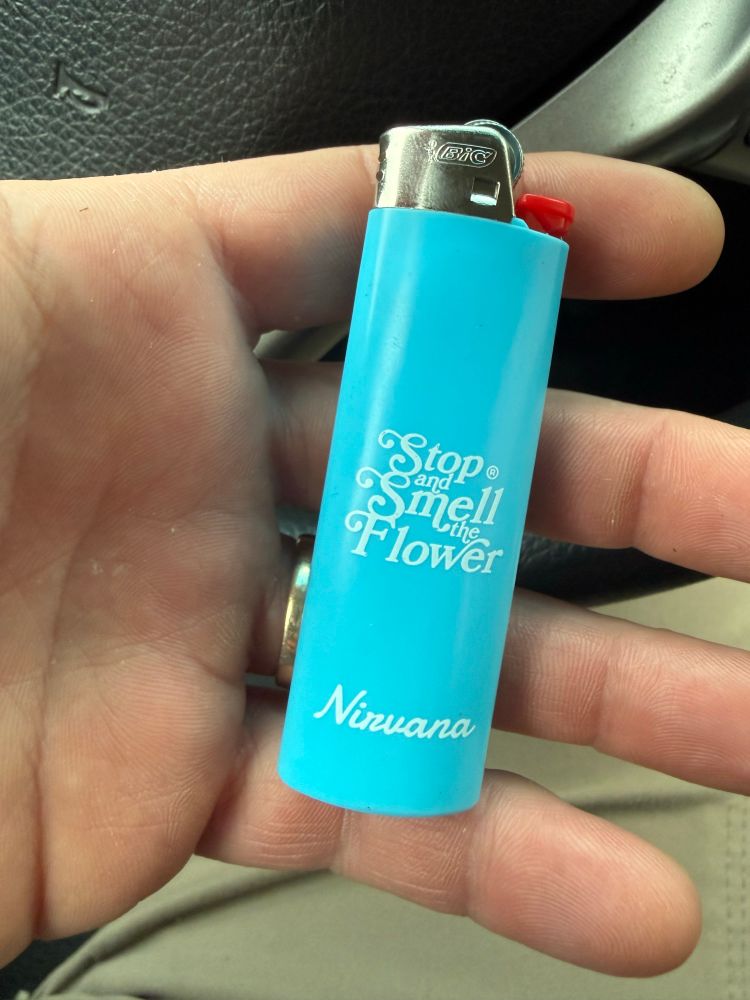 BiC
Stop
and
Smell
the
Flower
®
Nirvana